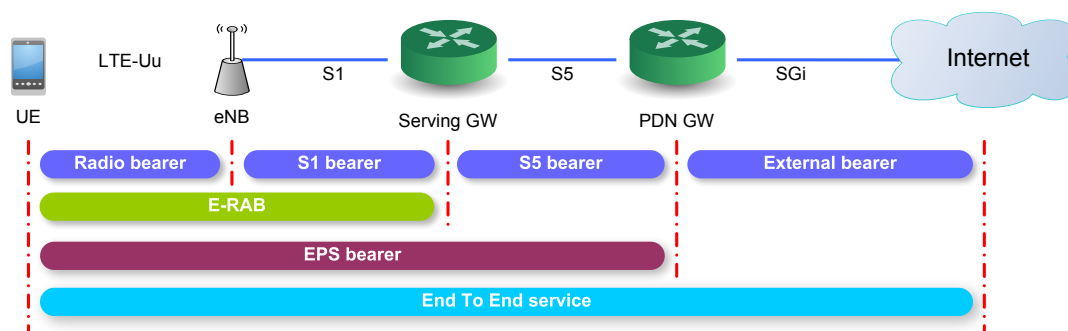 LTE-Uu
S1
S5
SGi
Internet
UE
eNB
Serving GW
PDN GW
Radio bearer
S1 bearer
S5 bearer
External bearer
E-RAB
EPS bearer
End To End service